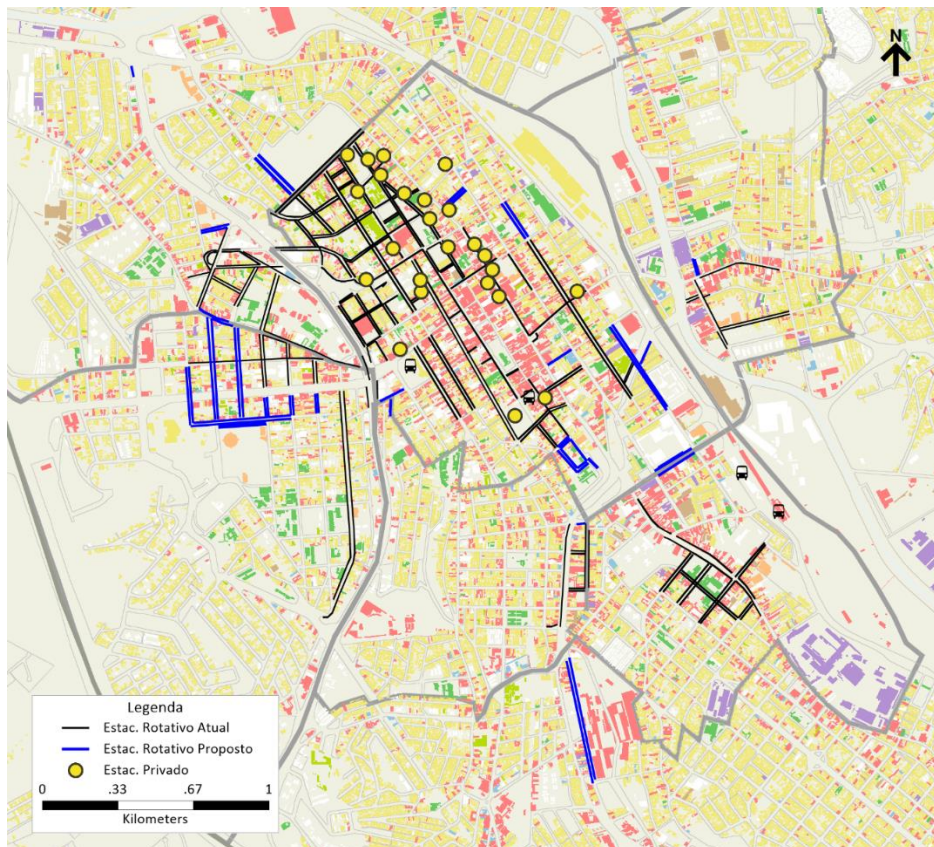 N
Legenda
Estac. Rotativo Atual
Estac. Rotativo Proposto
Estac. Privado
0 .33 .67 1
Kilometers